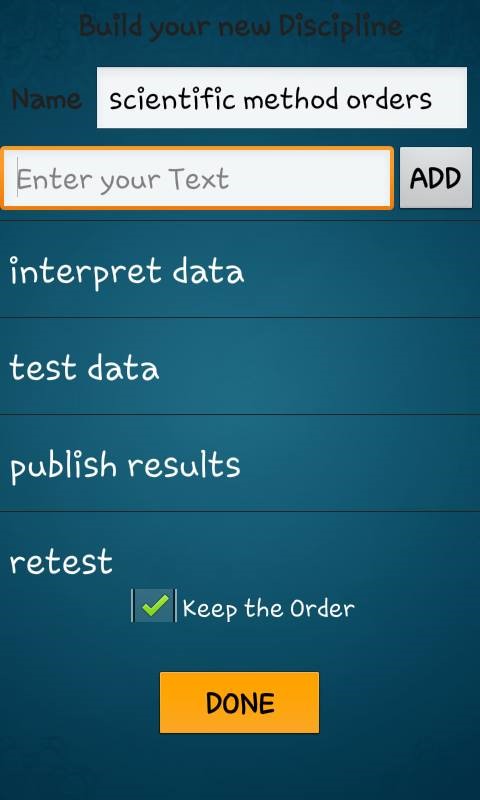 Build your new Discipline
Name scientific method orders
Enter your Text ADD
interpret data
test data
publish results
retest
Keep the Order
DONE